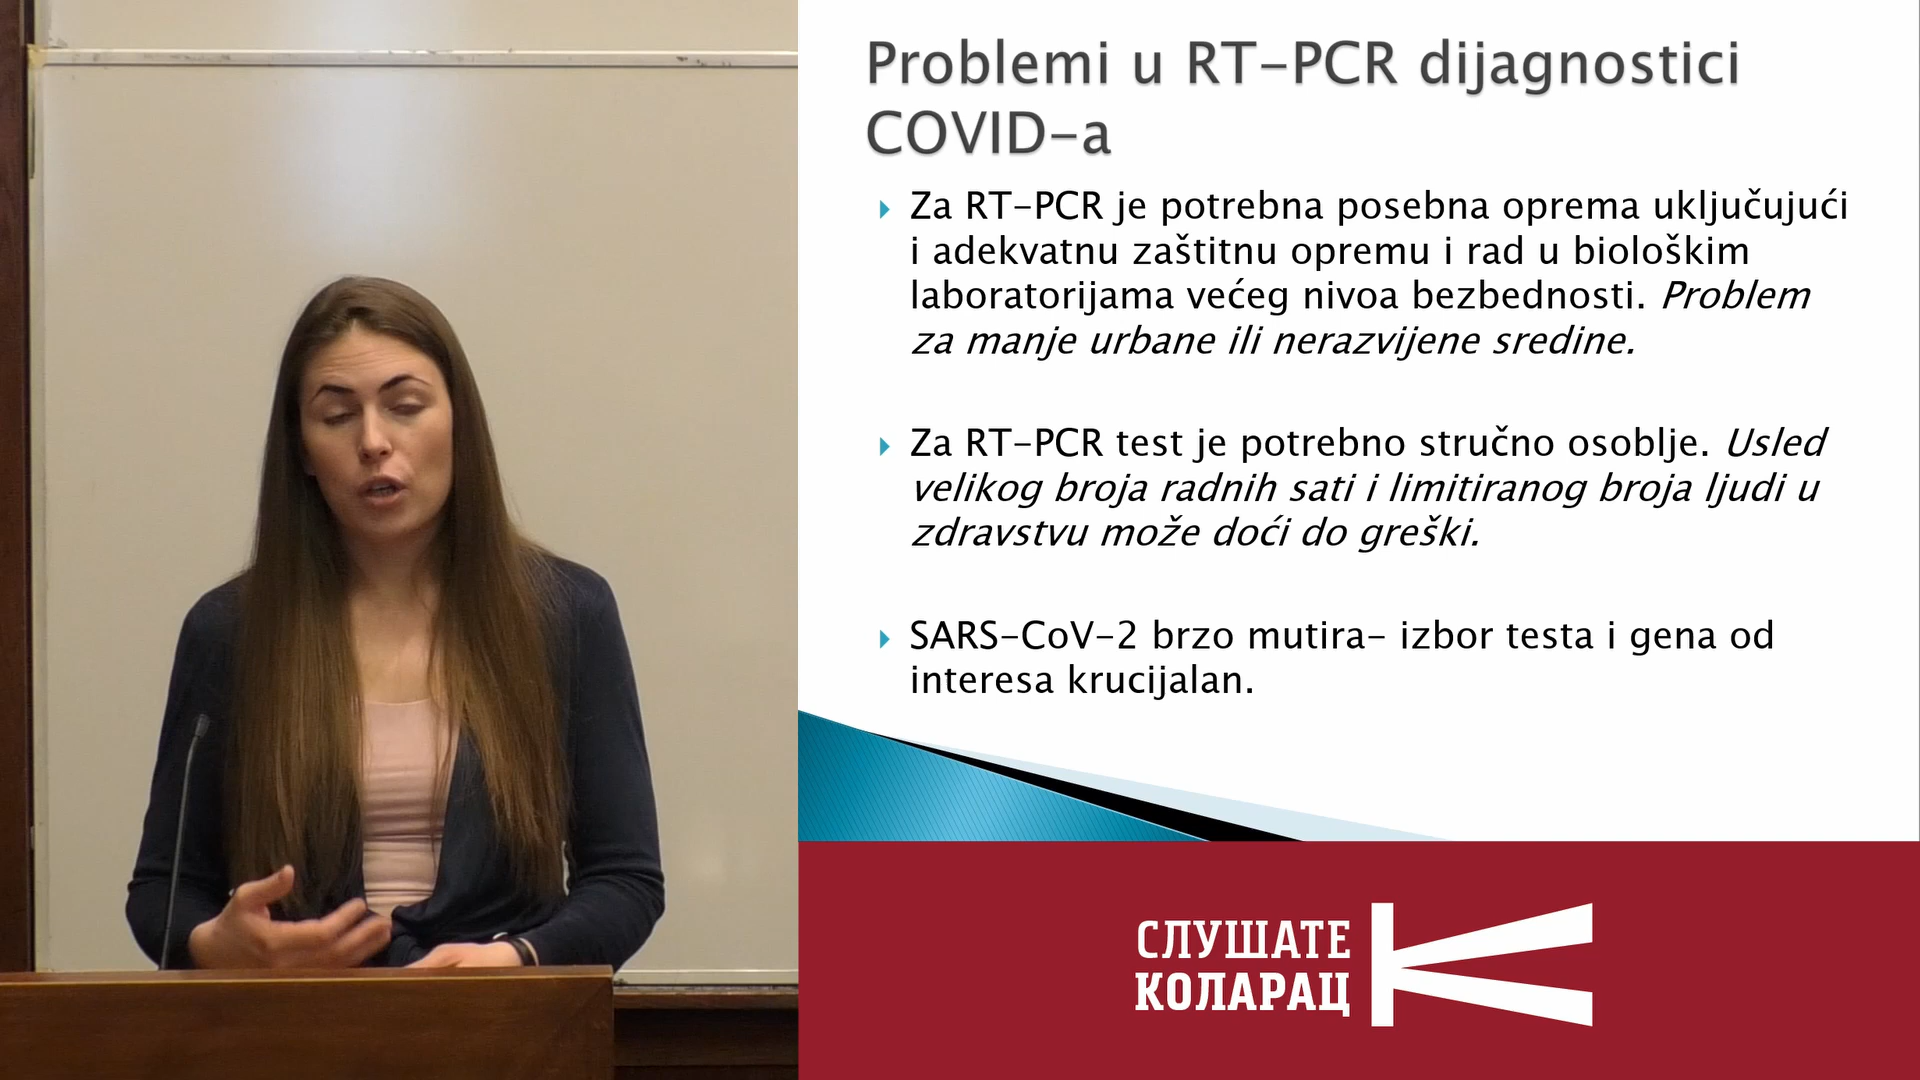 Problemi u RT-PCR dijagnostici
COVID-a
Za RT-PCR je potrebna posebna oprema uključujući
i adekvatnu zaštitnu opremu i rad u biološkim
laboratorijama većeg nivoa bezbednosti. Problem
za manje urbane ili nerazvijene sredine.
Za RT-PCR test je potrebno stručno osoblje. Usled
velikog broja radnih sati i limitiranog broja ljudi u
zdravstvu može doći do greški.
SARS-CoV-2 brzo mutira- izbor testa i gena od
interesa krucijalan.
СЛУШАТЕ
КОЛАРАЦ